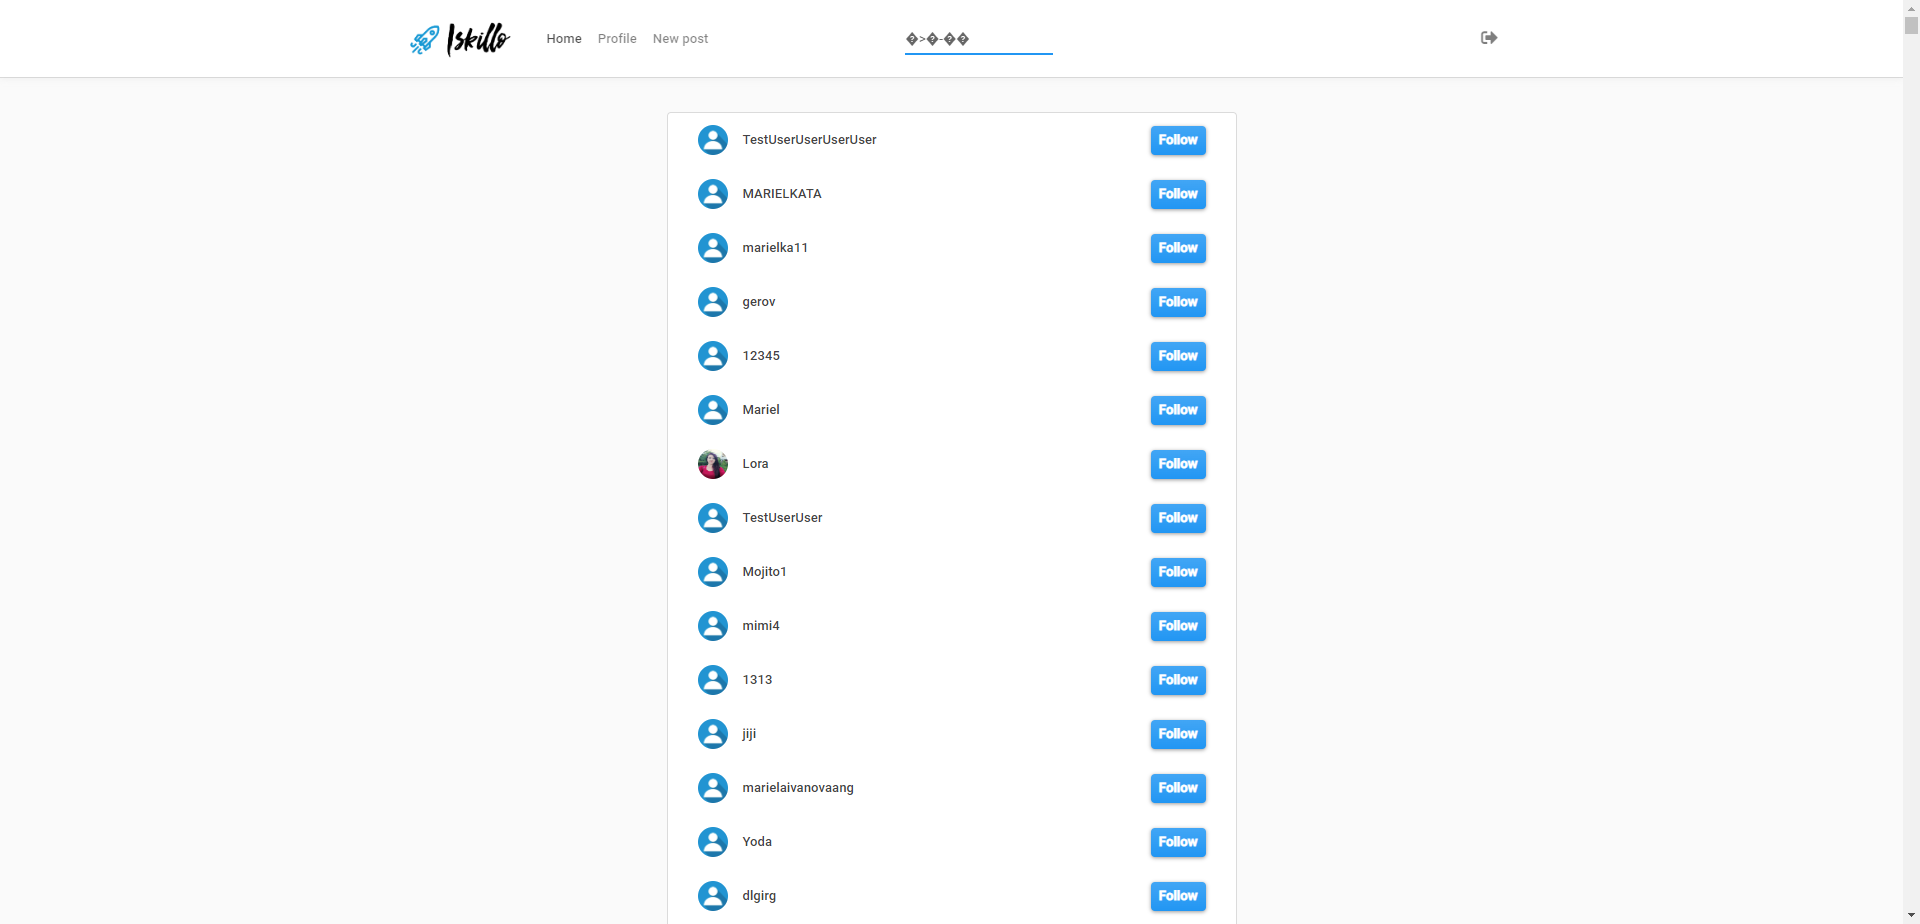 Iskillo
Home Profile New post
�>�-��
TestUserUserUserUser Follow
MARIELKATA Follow
marielka11 Follow
gerov Follow
12345 Follow
Mariel Follow
Lora Follow
TestUserUser Follow
Mojito1 Follow
mimi4 Follow
1313 Follow
jiji Follow
marielaivanovaang Follow
Yoda Follow
dlgirg Follow